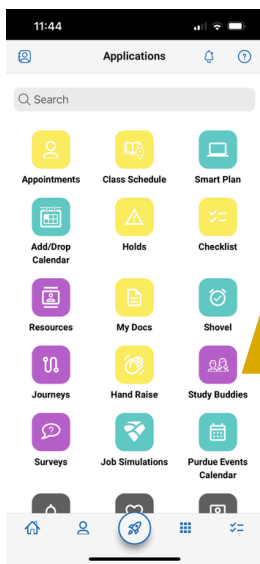 11:44
Applications
Search
Appointments Class Schedule Smart Plan
Add/Drop Holds Checklist
Calendar
Resources My Docs Shovel
Journeys Hand Raise Study Buddies
Surveys Job Simulations Purdue Events
Calendar